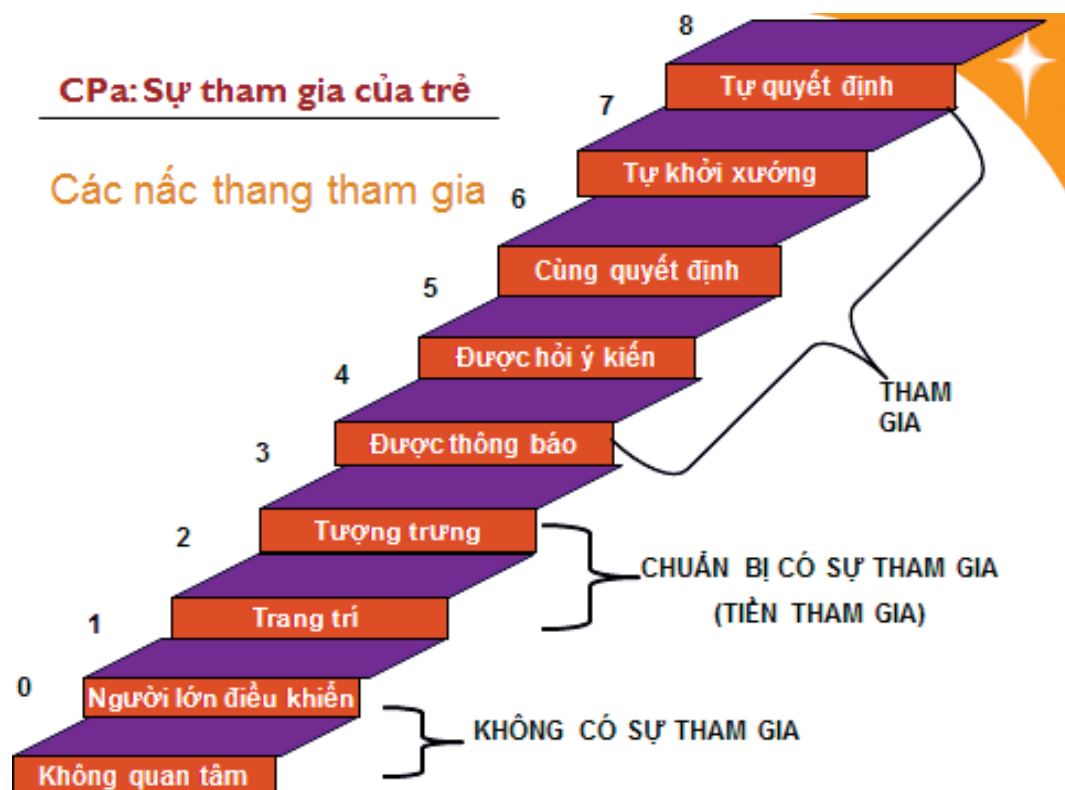 CPa: Sự tham gia của trẻ
Các nấc thang tham gia
8
Tự quyết định
7
Tự khởi xướng
6
Cùng quyết định
5
Được hỏi ý kiến
4
Được thông báo
THAM
GIA
3
Tượng trưng
2
Trang trí
CHUẨN BỊ CÓ SỰ THAM GIA
(TIỀN THAM GIA)
1
Người lớn điều khiển
0
Không quan tâm
KHÔNG CÓ SỰ THAM GIA